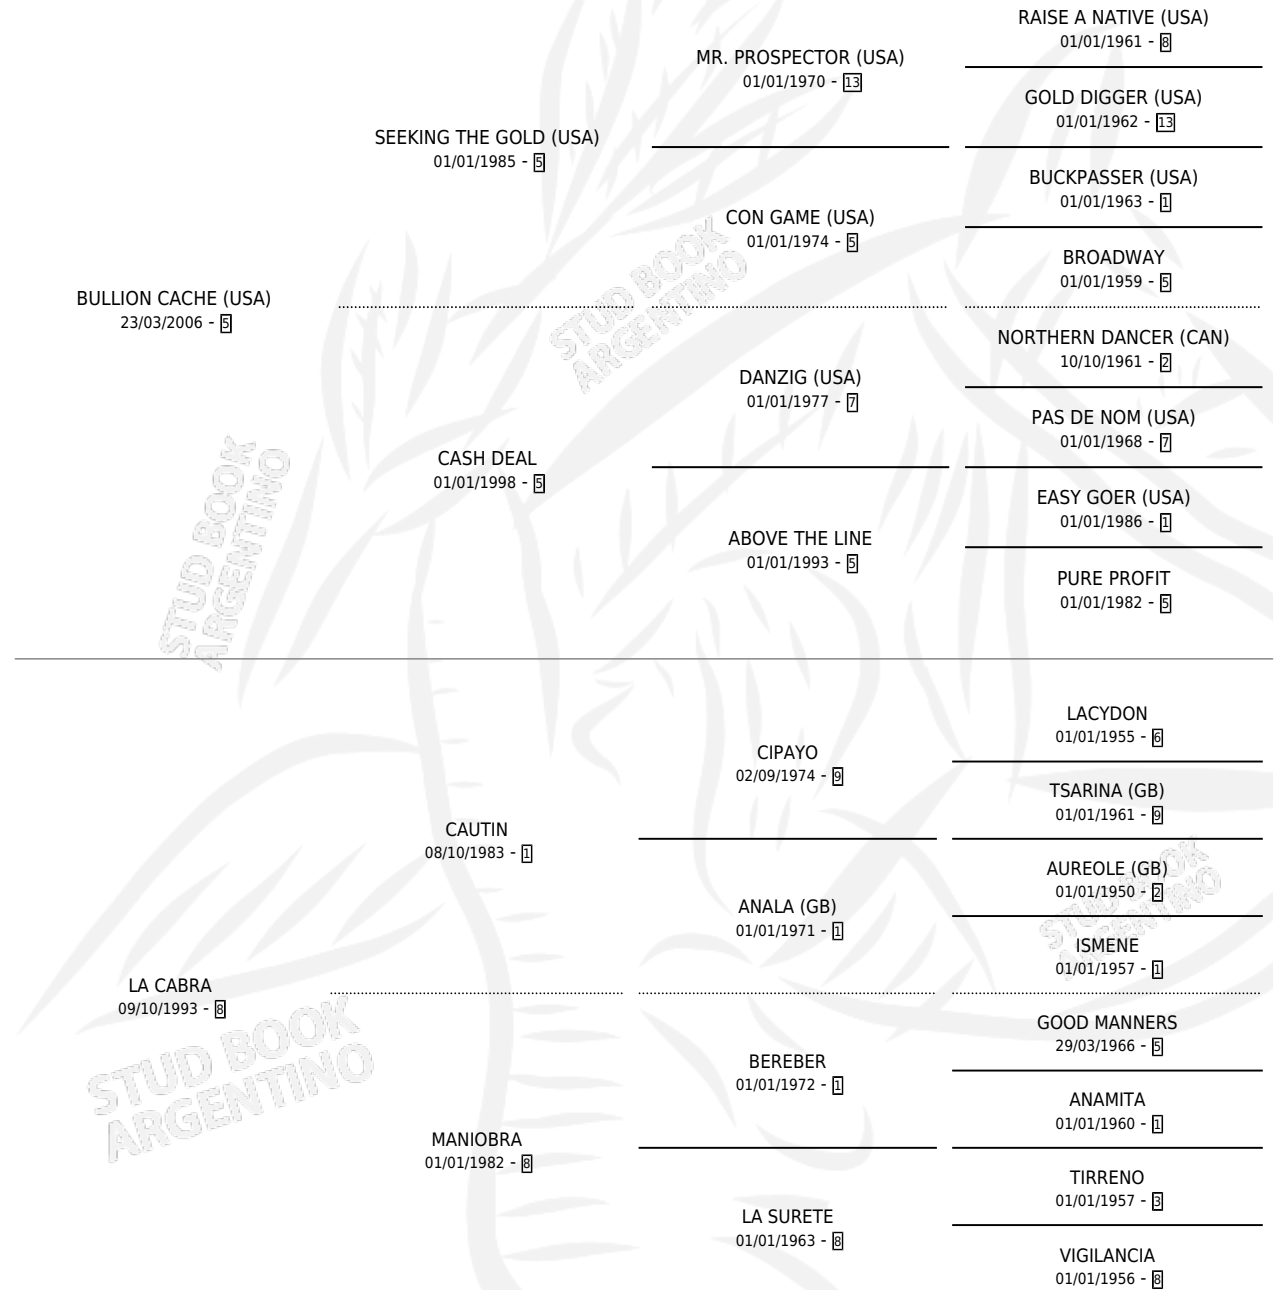 RAISE A NATIVE (USA)
01/01/1961 - 8
MR. PROSPECTOR (USA)
01/01/1970 - 13
GOLD DIGGER (USA)
01/01/1962 - 13
SEEKING THE GOLD (USA)
01/01/1985 - 5
BUCKPASSER (USA)
01/01/1963 - 1
CON GAME (USA)
01/01/1974 - 5
BROADWAY
01/01/1959 - 5
BULLION CACHE (USA)
23/03/2006 - 5
NORTHERN DANCER (CAN)
10/10/1961 - 2
DANZIG (USA)
01/01/1977 - 7
PAS DE NOM (USA)
01/01/1968 - 7
CASH DEAL
01/01/1998 - 5
EASY GOER (USA)
01/01/1986 - 1
ABOVE THE LINE
01/01/1993 - 5
PURE PROFIT
01/01/1982 - 5
STUD BOOK
ARGENTINO
STUD BOOK
ARGENTINO
LACYDON
01/01/1955 - 6
CIPAYO
02/09/1974 - 9
TSARINA (GB)
01/01/1961 - 9
CAUTIN
08/10/1983 - 1
AUREOLE (GB)
01/01/1950 - 2
ANALA (GB)
01/01/1971 - 1
ISMENE
01/01/1957 - 1
STUD BOOK
ARGENTINO
LA CABRA
09/10/1993 - 8
GOOD MANNERS
29/03/1966 - 5
BEREBER
01/01/1972 - 1
ANAMITA
01/01/1960 - 1
STUD BOOK
ARGENTINO
MANIOBRA
01/01/1982 - 8
TIRRENO
01/01/1957 - 3
LA SURETE
01/01/1963 - 8
VIGILANCIA
01/01/1956 - 8